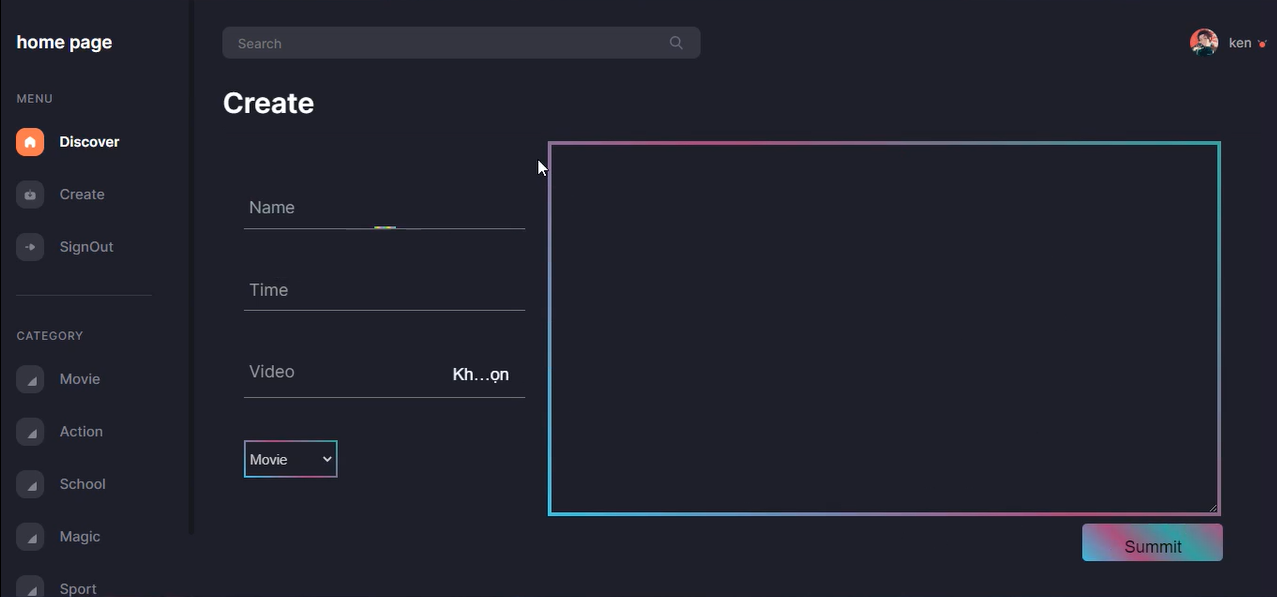 home page
MENU
Discover
Create
SignOut
CATEGORY
Movie
Action
School
Magic
Sport
Search
ken
Create
Name
Time
Video
Kh...ọn
Movie
Summit